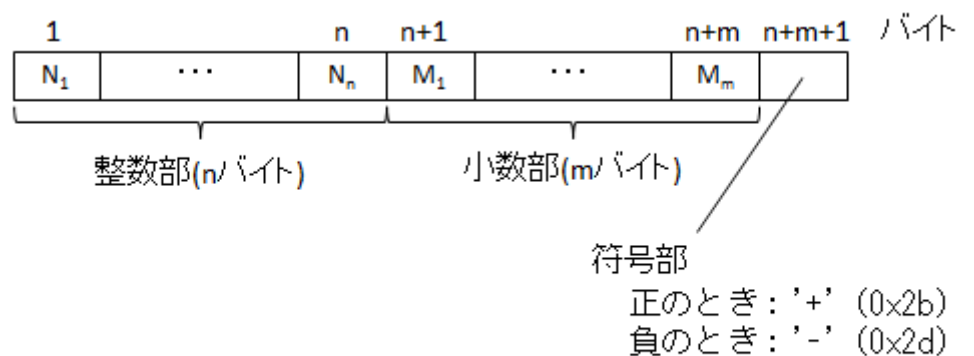 1 n n+1 n+m n+m+1 バイト
N1 ··· Nn M1 ··· Mm
整数部(nバイト) 小数部(mバイト)
符号部
正のとき：'+' (0x2b)
負のとき：'-' (0x2d)